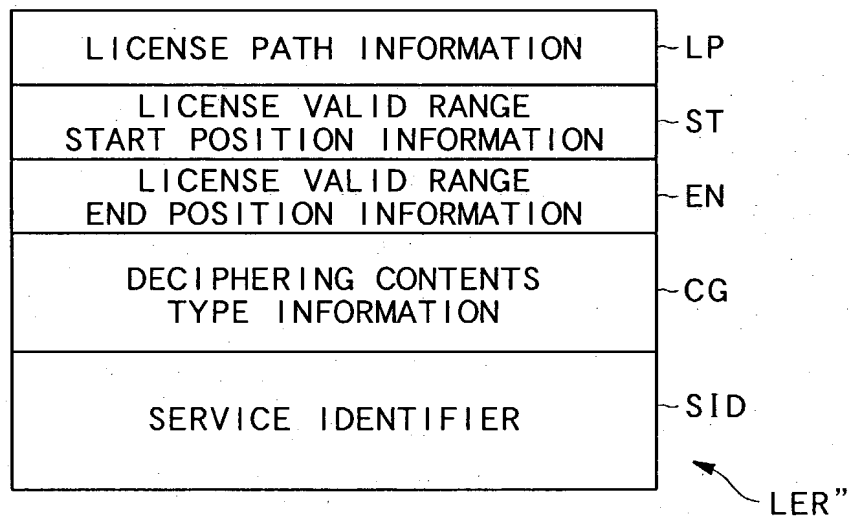 LICENSE PATH INFORMATION LP
LICENSE VALID RANGE
START POSITION INFORMATION ST
LICENSE VALID RANGE
END POSITION INFORMATION EN
DECIPHERING CONTENTS
TYPE INFORMATION CG
SERVICE IDENTIFIER SID
LER”